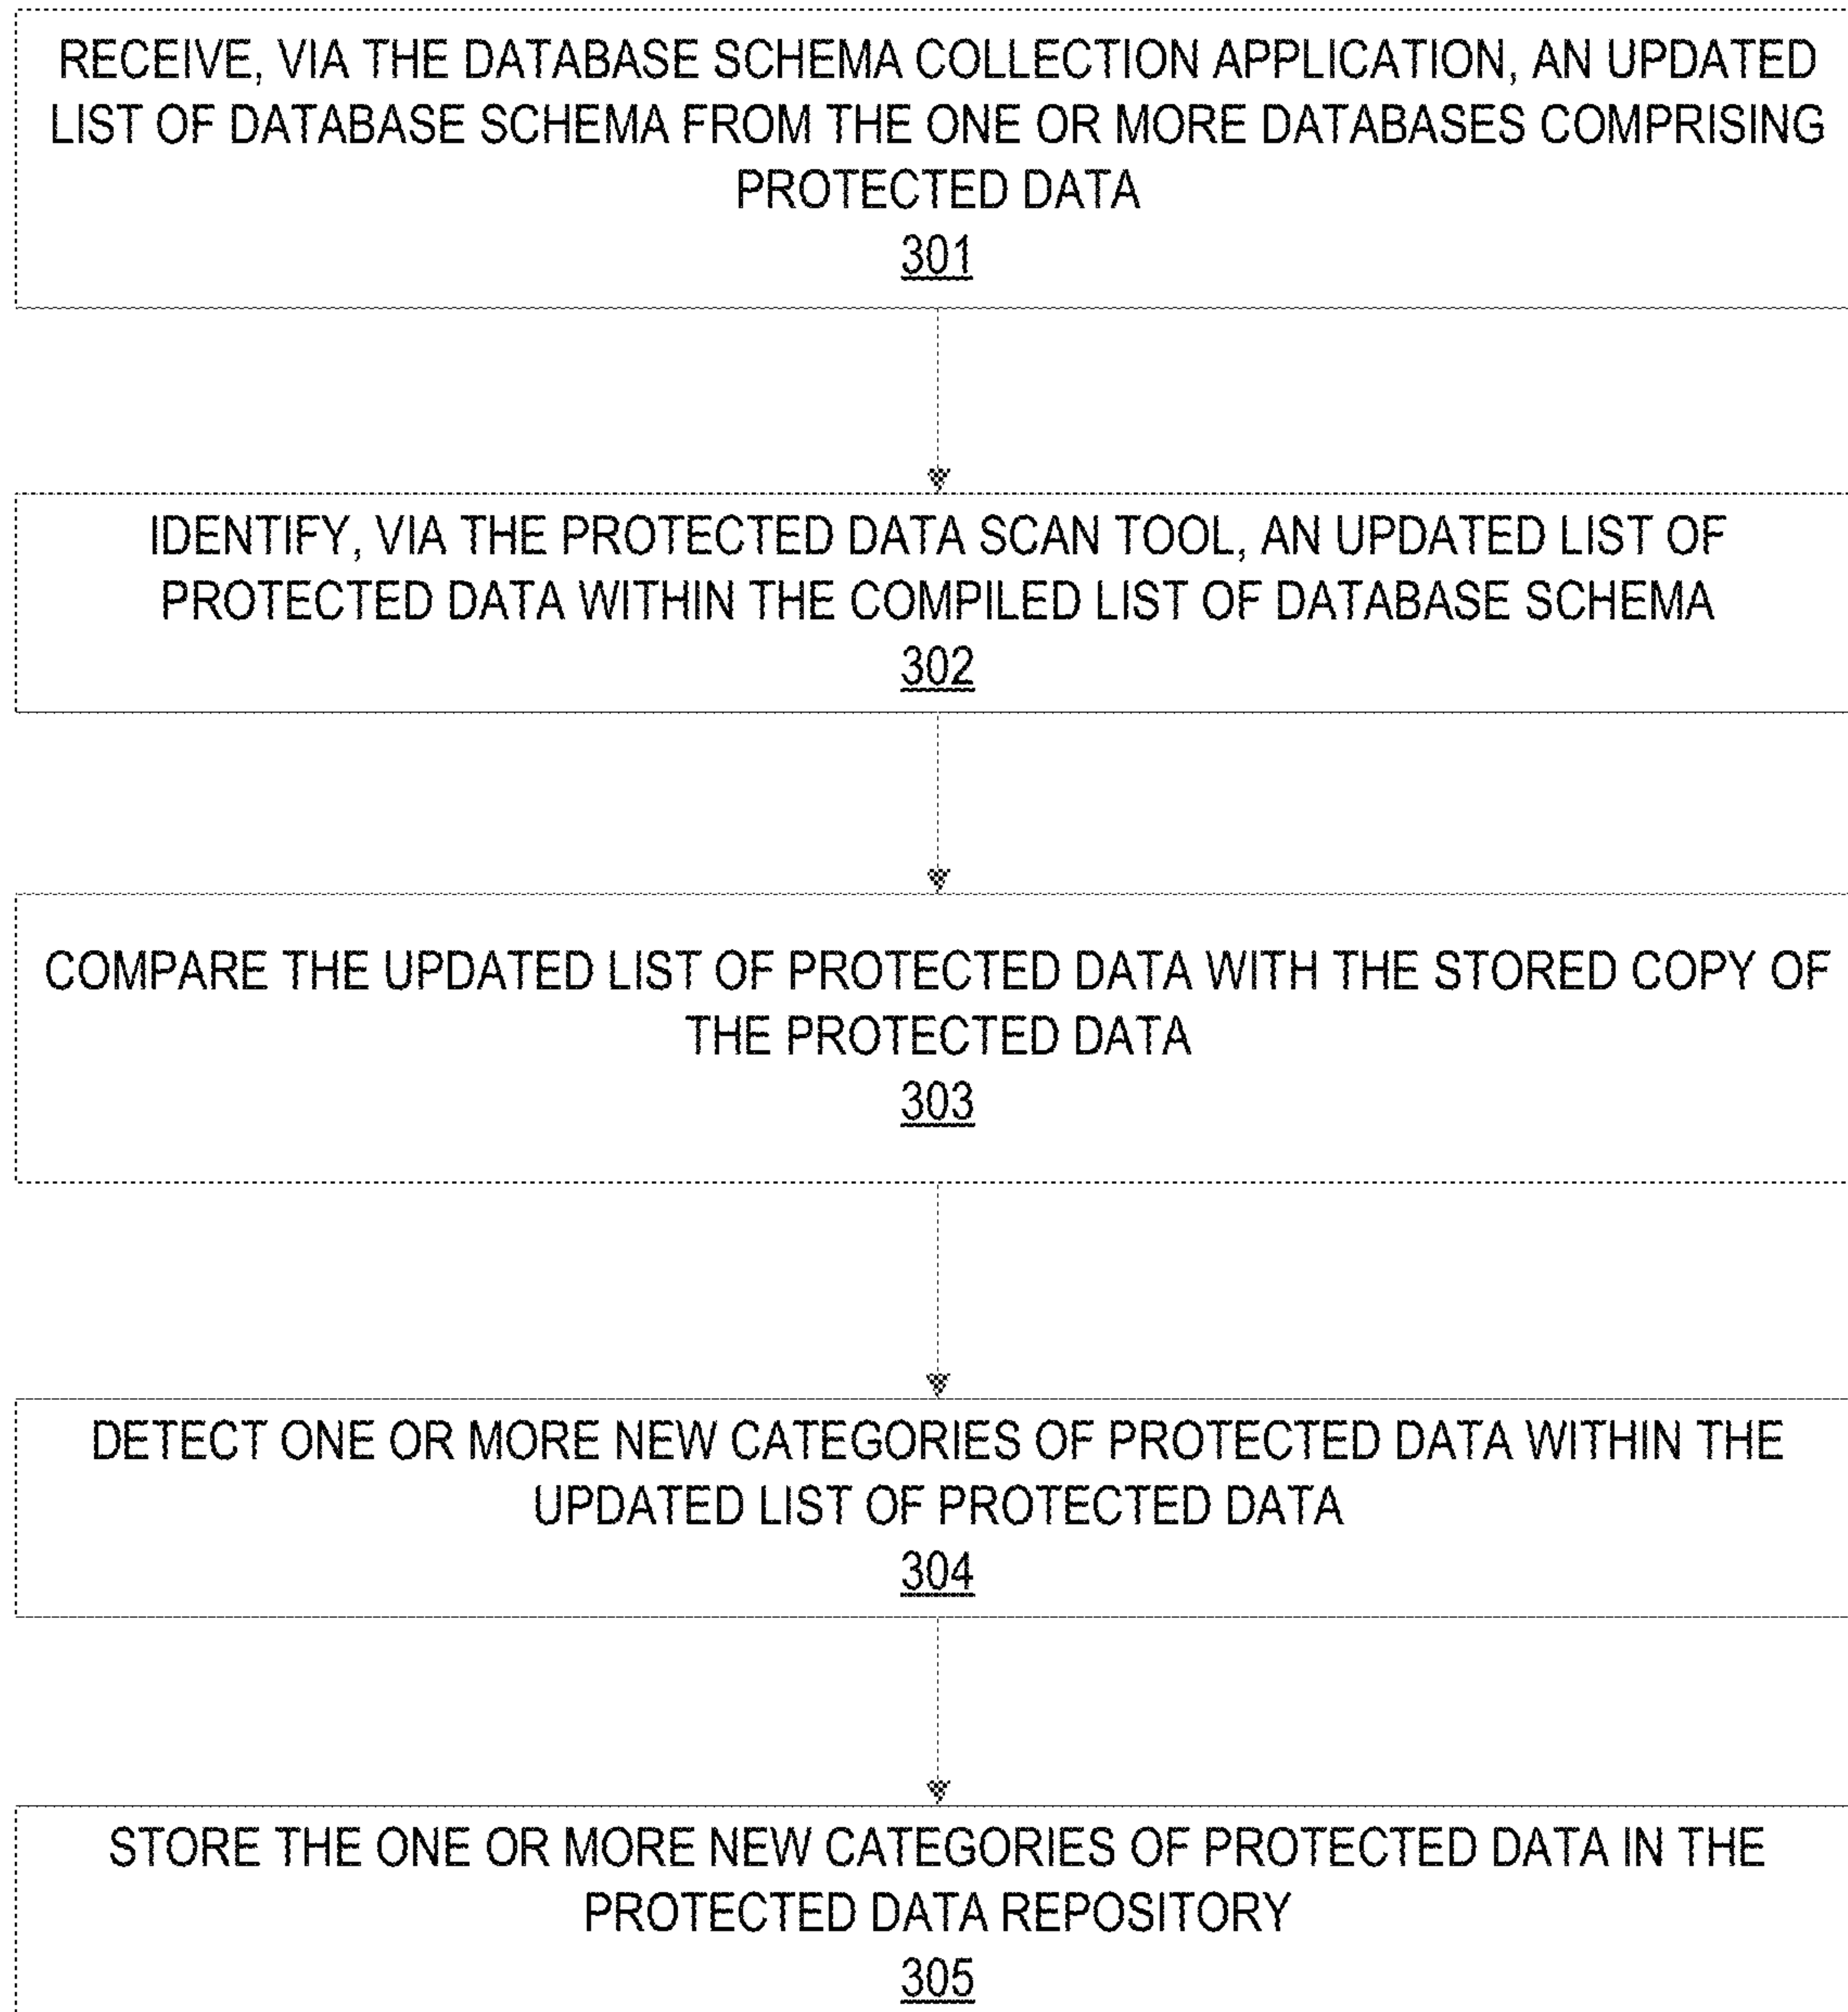 RECEIVE, VIA THE DATABASE SCHEMA COLLECTION APPLICATION, AN UPDATED
LIST OF DATABASE SCHEMA FROM THE ONE OR MORE DATABASES COMPRISING
PROTECTED DATA
301
IDENTIFY, VIA THE PROTECTED DATA SCAN TOOL, AN UPDATED LIST OF
PROTECTED DATA WITHIN THE COMPILED LIST OF DATABASE SCHEMA
302
COMPARE THE UPDATED LIST OF PROTECTED DATA WITH THE STORED COPY OF
THE PROTECTED DATA
303
DETECT ONE OR MORE NEW CATEGORIES OF PROTECTED DATA WITHIN THE
UPDATED LIST OF PROTECTED DATA
304
STORE THE ONE OR MORE NEW CATEGORIES OF PROTECTED DATA IN THE
PROTECTED DATA REPOSITORY
305